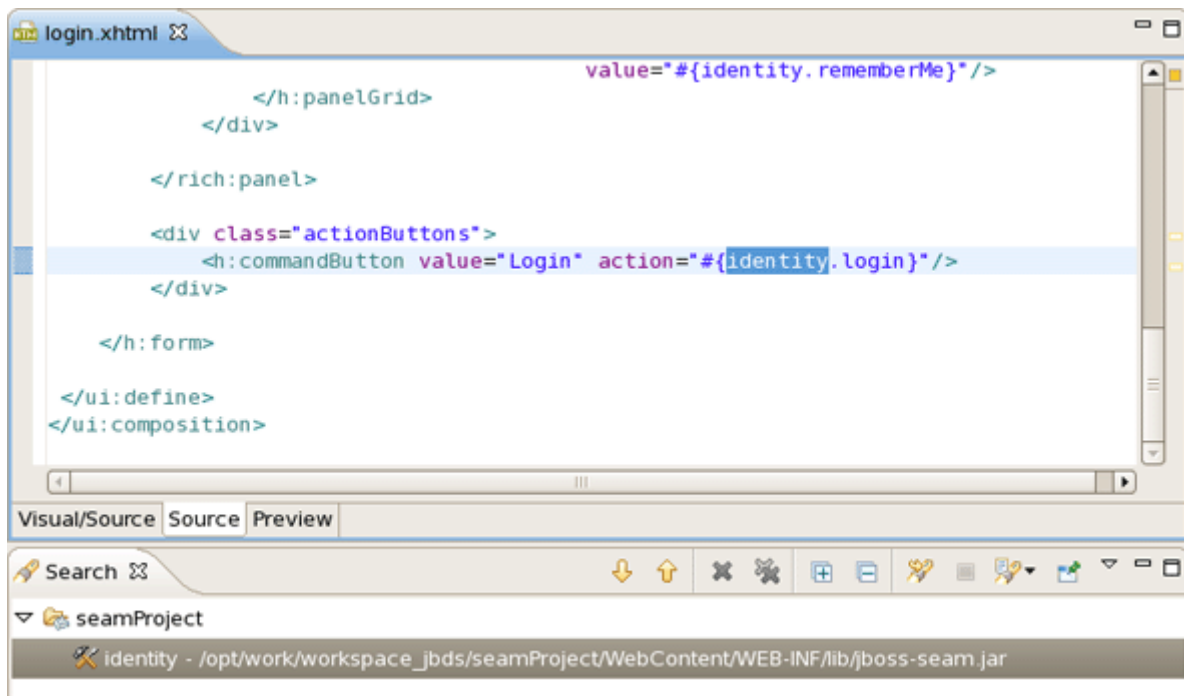 login.xhtml
value="#{identity.rememberMe}"/>
</h:panelGrid>
</div>
</rich:panel>
<div class="actionButtons">
<h:commandButton value="Login" action="#{identity.login}"/>
</div>
</h:form>
</ui:define>
</ui:composition>
Visual/Source Source Preview
Search
seamProject
identity - /opt/work/workspace_jbds/seamProject/WebContent/WEB-INF/lib/jboss-seam.jar